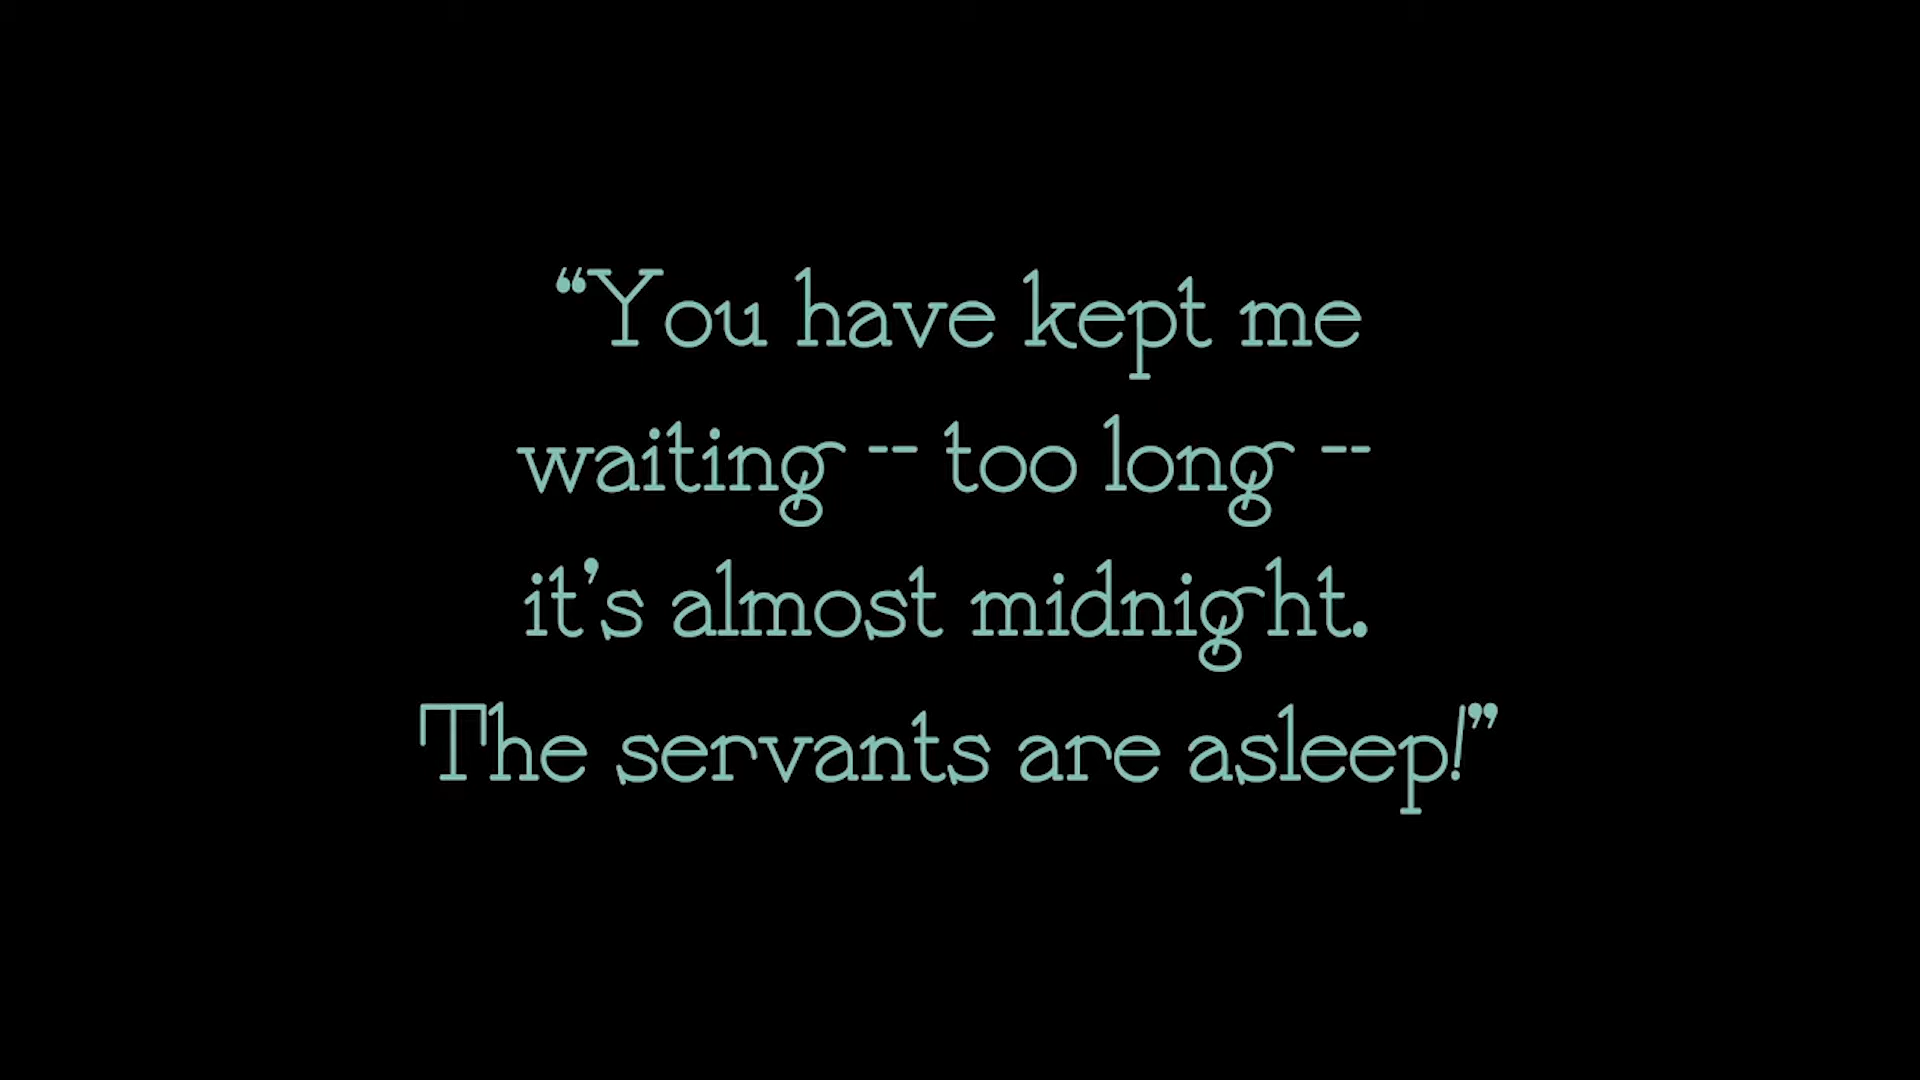 “You have kept me
waiting -- too long --
it’s almost midnight.
The servants are asleep!”